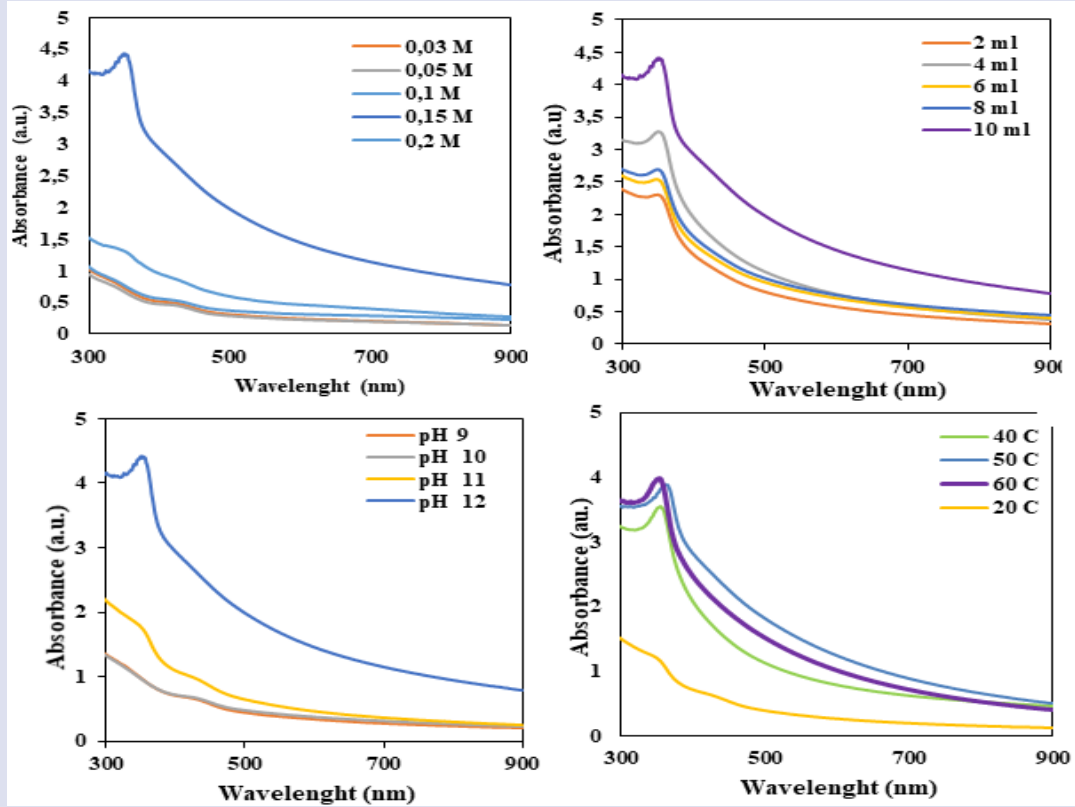 5
4,5
4
3,5
3
2,5
2
1,5
1
0,5
0
300 500 700 900
Absorbance (a.u.)
Wavelenght (nm)
0,03 M
0,05 M
0,1 M
0,15 M
0,2 M
5
4,5
4
3,5
3
2,5
2
1,5
1
0,5
0
300 500 700 900
Absorbance (a.u.)
Wavelenght (nm)
2 ml
4 ml
6 ml
8 ml
10 ml
5
4
3
2
1
0
300 500 700 900
Absorbance (a.u.)
Wavelenght (nm)
pH 9
pH 10
pH 11
pH 12
5
4
3
2
1
0
300 500 700 900
Absorbance (au.)
Wavelenght (nm)
40 C
50 C
60 C
20 C